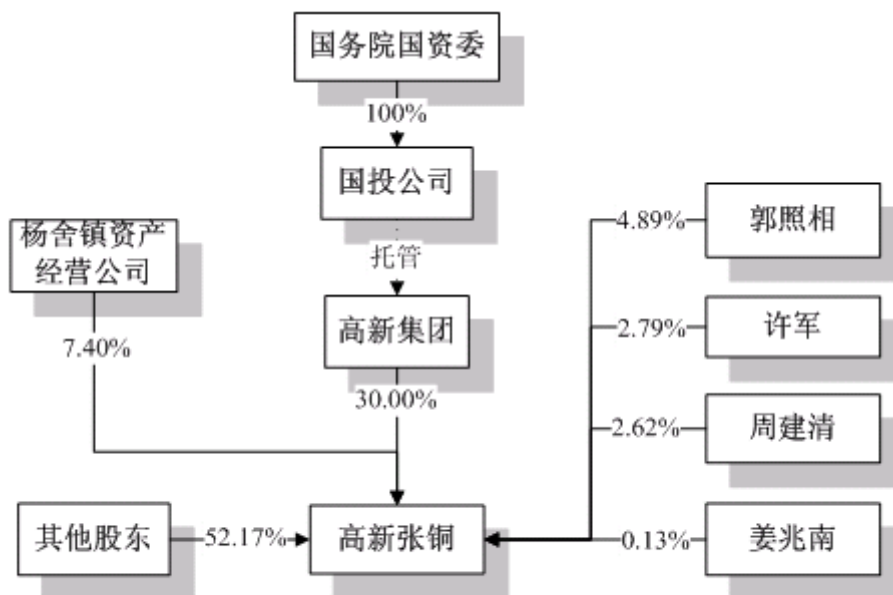 国务院国资委
100%
国投公司
托管
杨舍镇资产
经营公司
7.40%
高新集团
30.00%
4.89%
郭照相
2.79%
许军
2.62%
周建清
其他股东
52.17%
高新张铜
0.13%
姜兆南